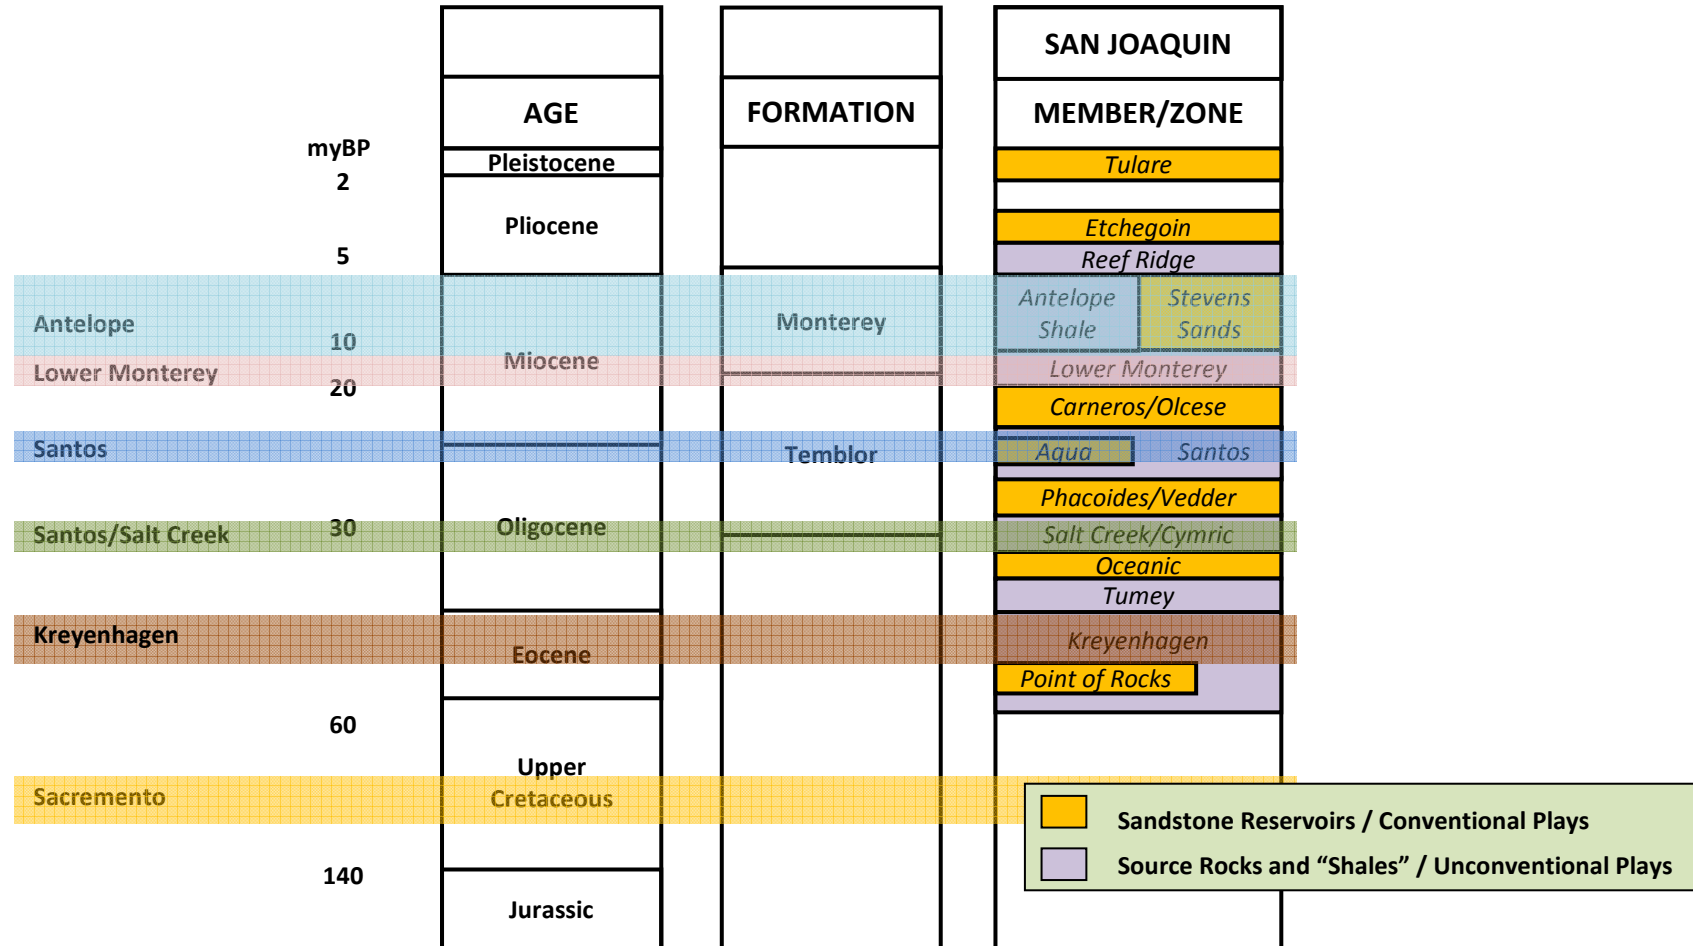 SAN JOAQUIN
AGE
FORMATION
MEMBER/ZONE
myBP
Pleistocene
Tulare
2
Pliocene
Etchegoin
5
Reef Ridge
Antelope
Monterey
Antelope
Shale
Stevens
Sands
10
Miocene
Lower Monterey
Lower Monterey
20
Carneros/Olcese
Santos
Temblor
Aqua
Santos
Phacoides/Vedder
Santos/Salt Creek
30
Oligocene
Salt Creek/Cymric
Oceanic
Tumey
Kreyenhagen
Eocene
Kreyenhagen
Point of Rocks
60
Upper
Cretaceous
Sacremento
Sandstone Reservoirs / Conventional Plays
Source Rocks and “Shales” / Unconventional Plays
140
Jurassic